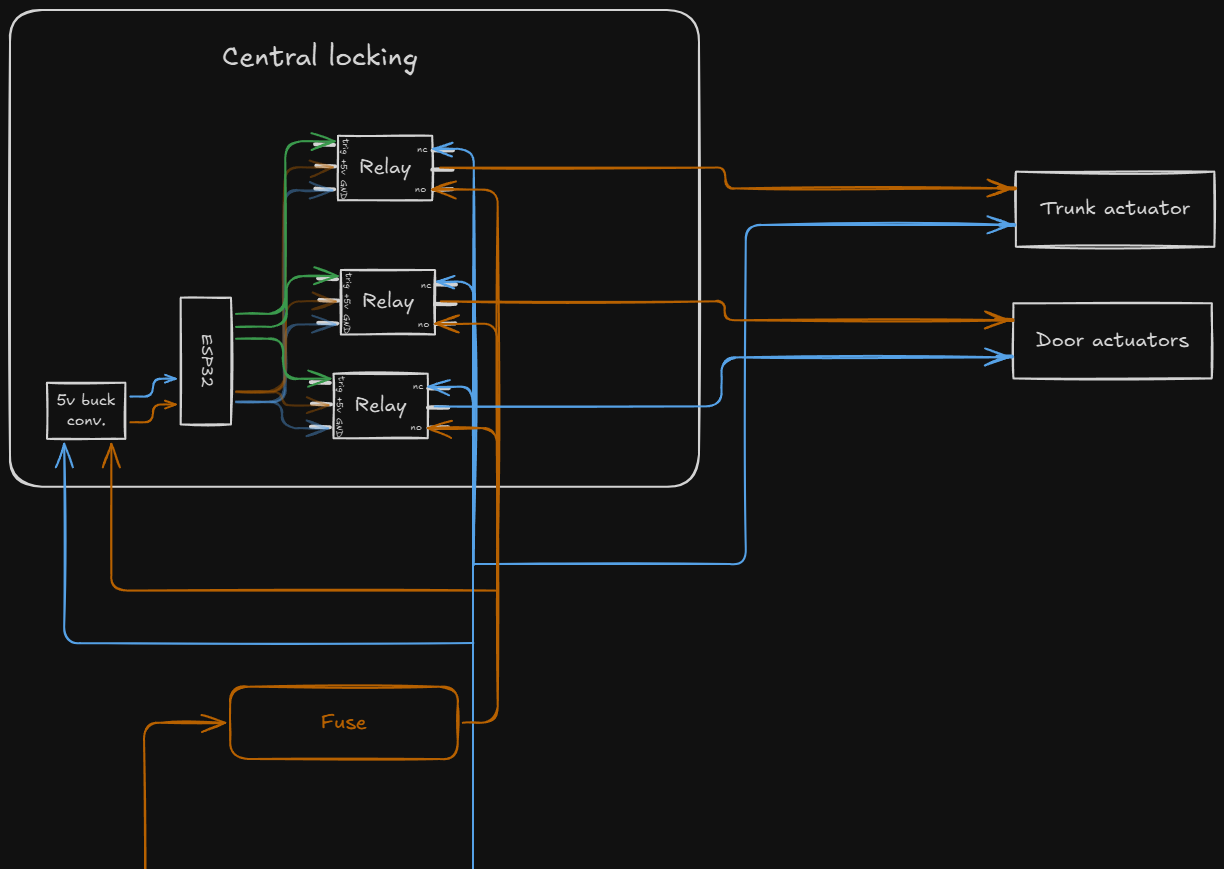 Central locking
trig
+5v
GND
Relay
nc
no
Trunk actuator
trig
+5v
GND
Relay
nc
no
Door actuators
ESP32
5v buck
conv.
trig
+5v
GND
Relay
nc
no
Fuse